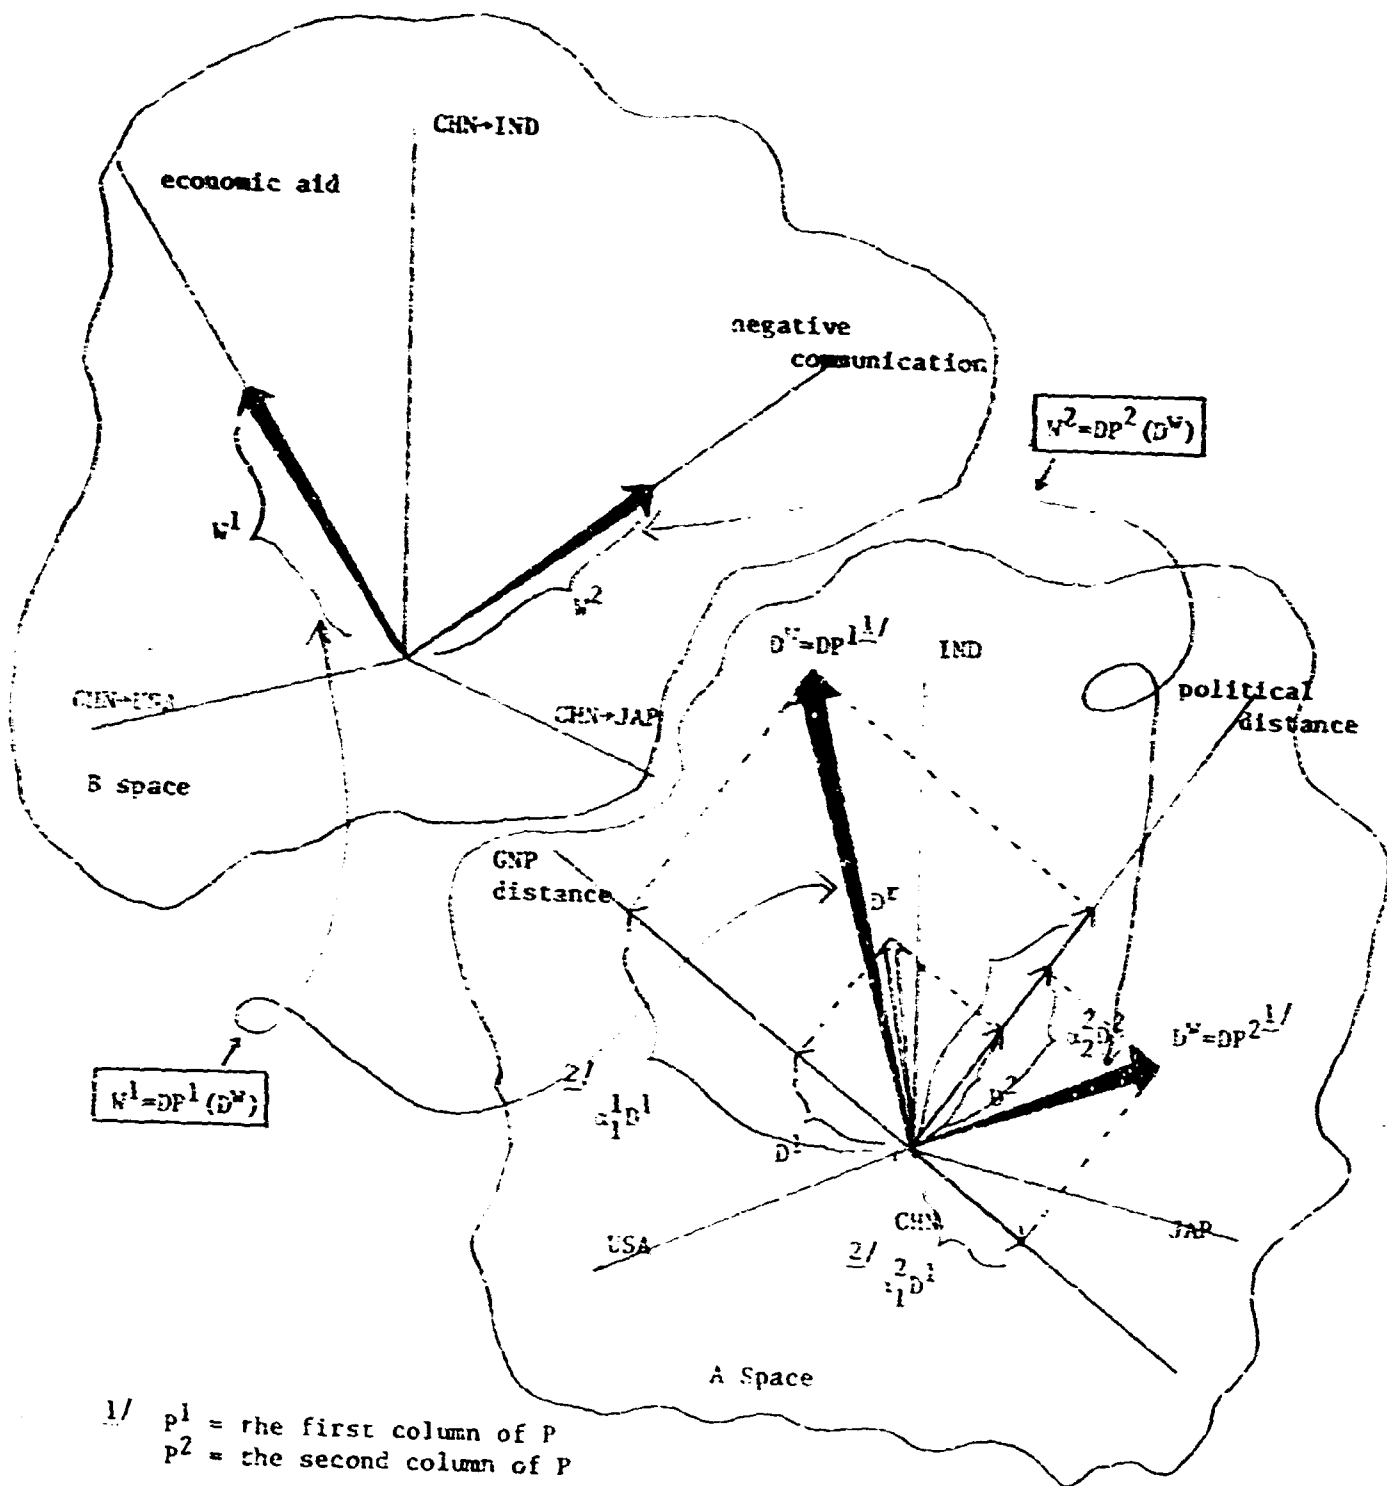 CHN→IND
economic aid
negative
communication
W²=DP²(Dʷ)
W¹
W²
Dʷ=DP¹ 1/
IND
political
distance
CHN→USA
CHN→JAP
B space
GNP
distance
D²
Dʷ=DP² 1/
W¹=DP¹(Dʷ)
2/
α₁¹D¹
D¹
CHN
USA
JAP
2/
A Space
1/ P¹ = the first column of P
P² = the second column of P